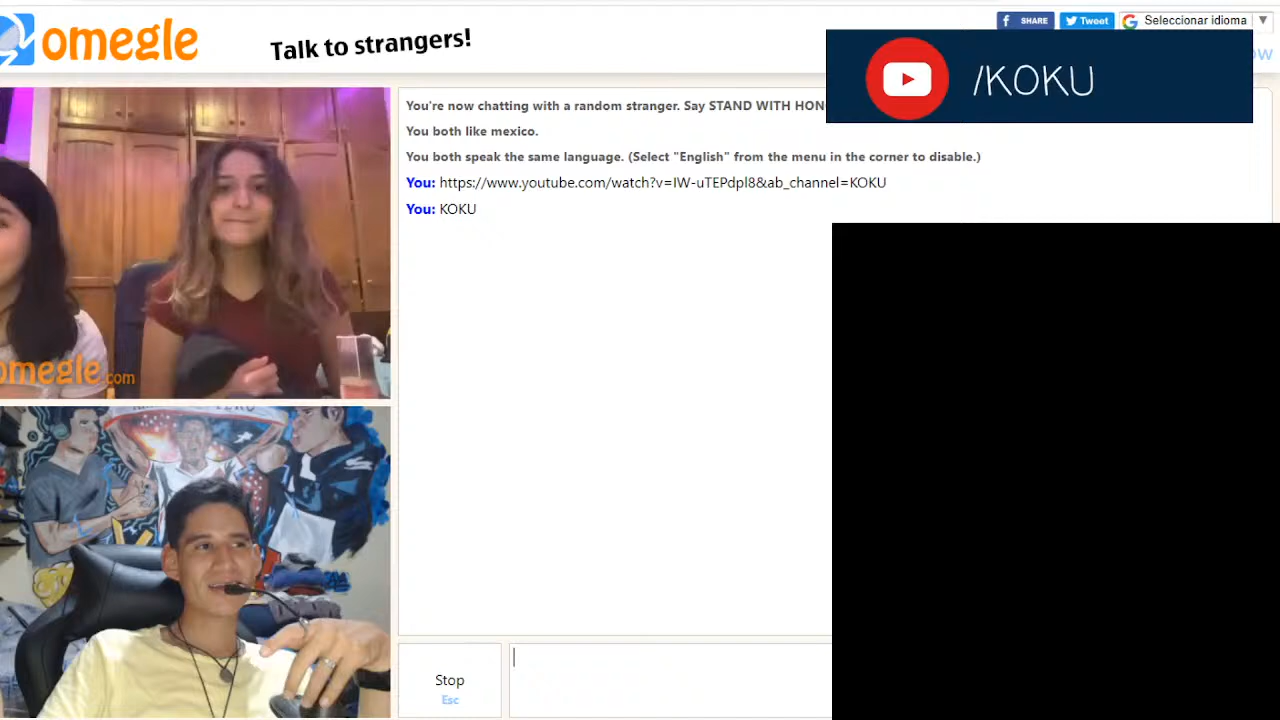 omegle
Talk to strangers!
SHARE
Tweet
Seleccionar idioma
/KOKU
You're now chatting with a random stranger. Say STAND WITH
You both like mexico.
You both speak the same language. (Select "English" from the menu in the corner to disable.)
You: https://www.youtube.com/watch?v=IW-uTEPdpl8&ab_channel=KOKU
You: KOKU
omegle.com
Stop
Esc